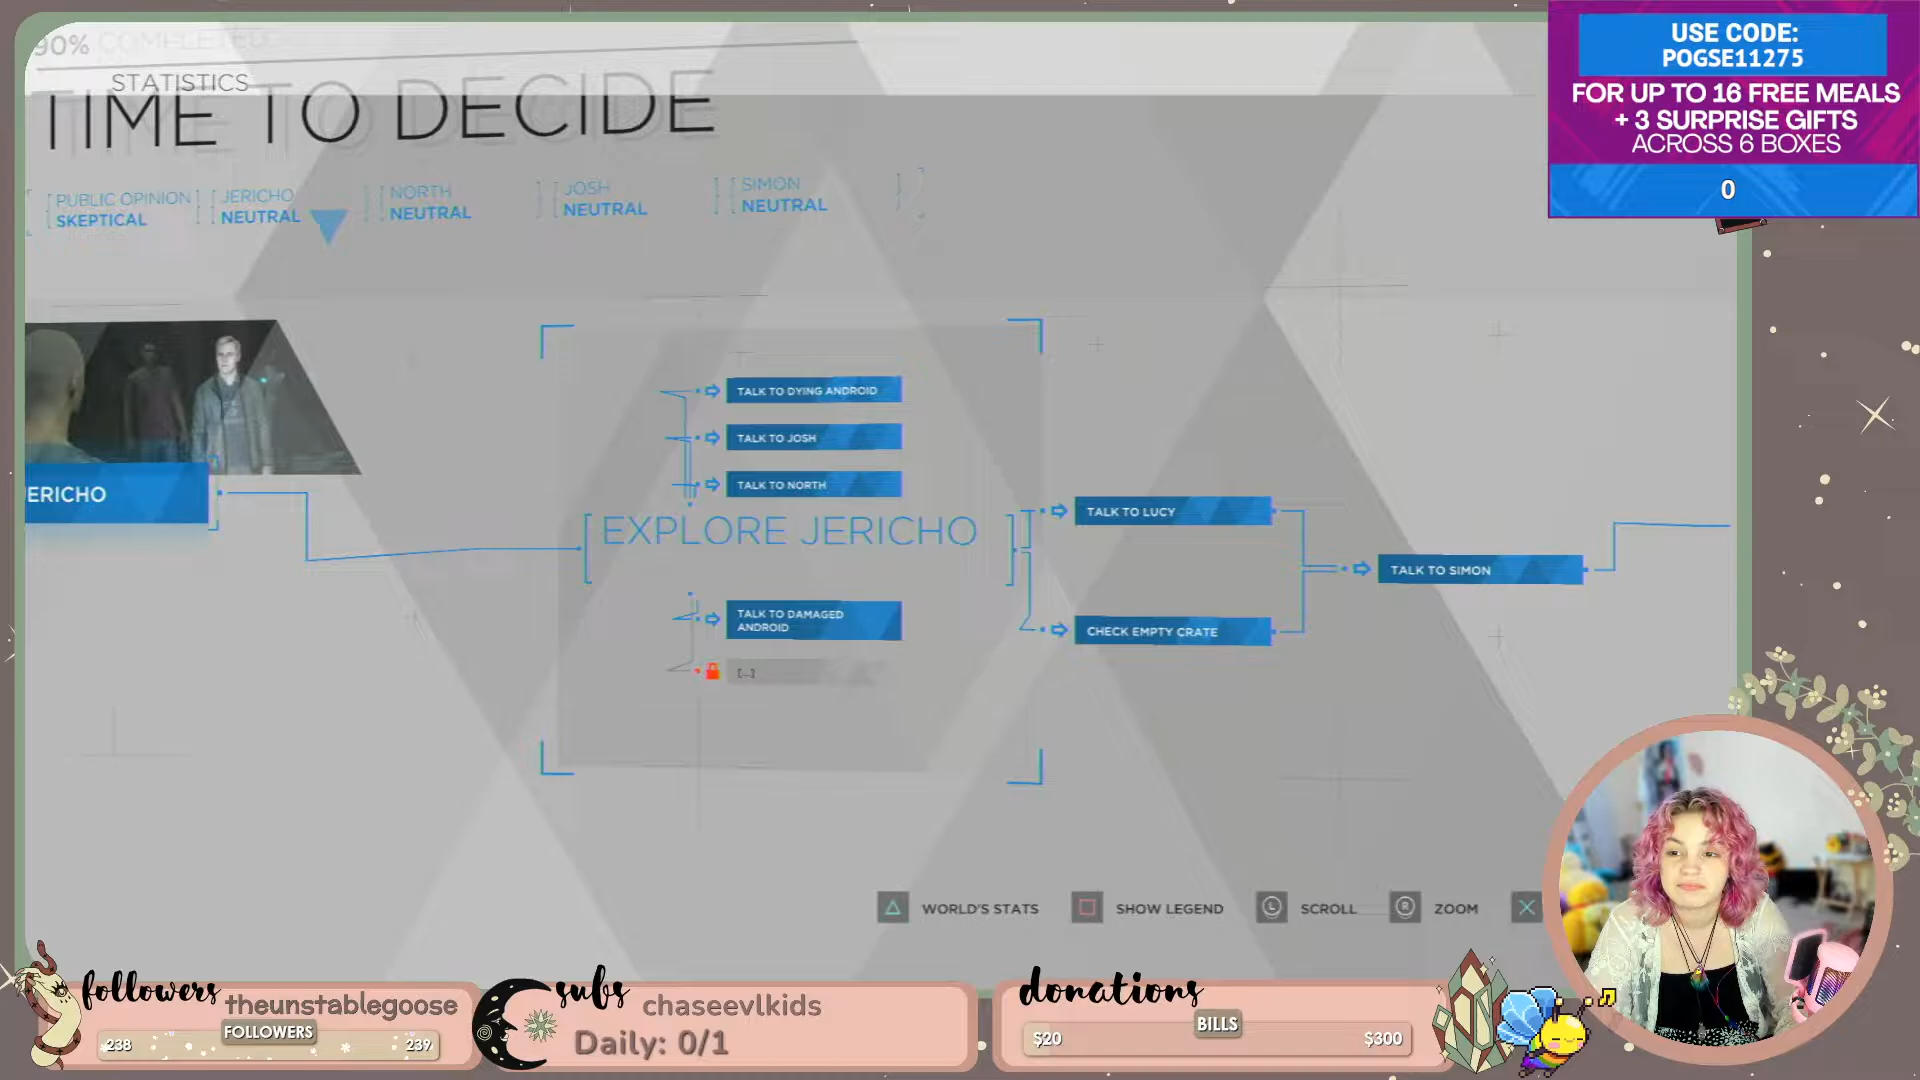 90% COMPLETED
STATISTICS
TIME TO DECIDE
PUBLIC OPINION
SKEPTICAL
JERICHO
NEUTRAL
NORTH
NEUTRAL
JOSH
NEUTRAL
SIMON
NEUTRAL
USE CODE:
POGSE11275
FOR UP TO 16 FREE MEALS
+ 3 SURPRISE GIFTS
ACROSS 6 BOXES
0
ERICHO
TALK TO DYING ANDROID
TALK TO JOSH
TALK TO NORTH
EXPLORE JERICHO
TALK TO DAMAGED
ANDROID
[...]
TALK TO LUCY
CHECK EMPTY CRATE
TALK TO SIMON
WORLD'S STATS
SHOW LEGEND
L SCROLL
R ZOOM
followers
theunstablegoose
FOLLOWERS
238
239
subs
chaseevlkids
Daily: 0/1
donations
BILLS
$20
$300